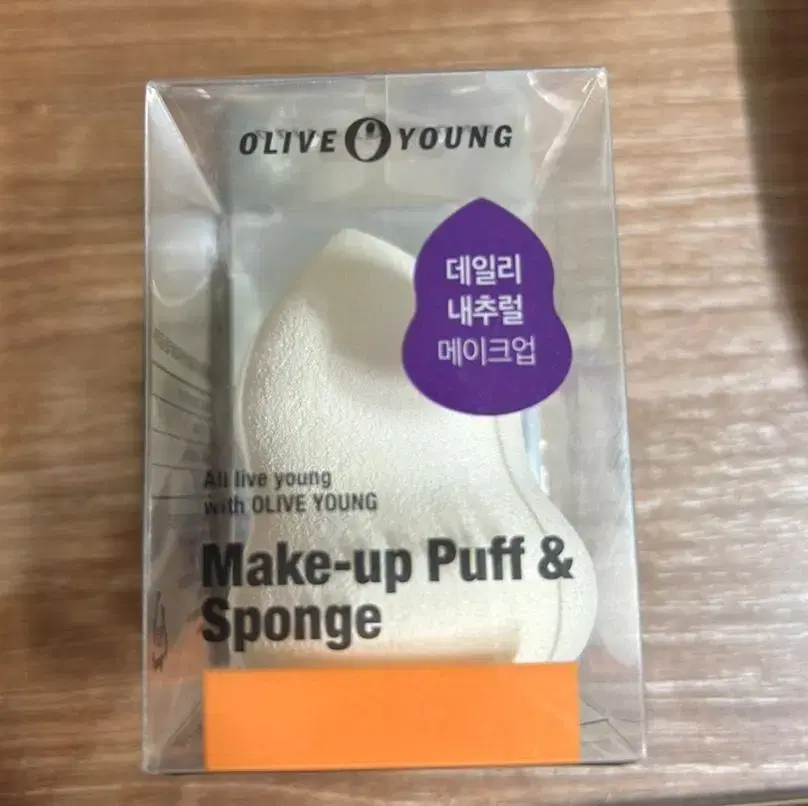 OLIVE YOUNG
데일리
내추럴
메이크업
All live young
with OLIVE YOUNG
Make-up Puff &
Sponge